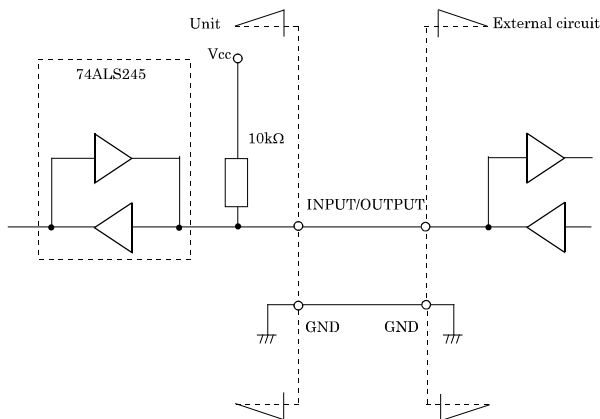 Unit
External circuit
Vcc
74ALS245
10kΩ
INPUT/OUTPUT
GND
GND